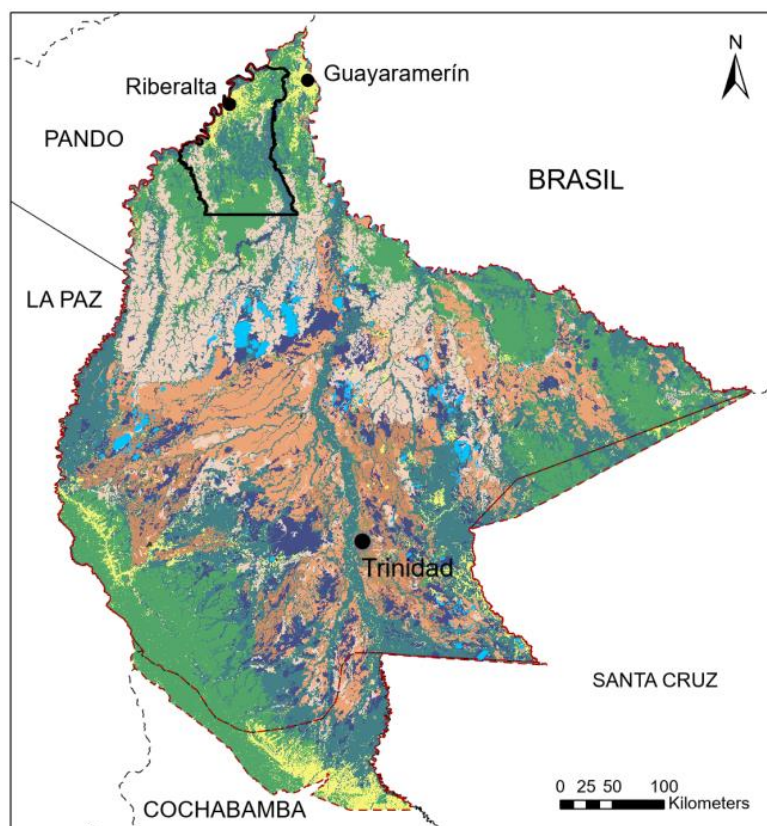 N
Guayaramerín
Riberalta
PANDO
BRASIL
LA PAZ
Trinidad
SANTA CRUZ
0 25 50 100
Kilometers
COCHABAMBA